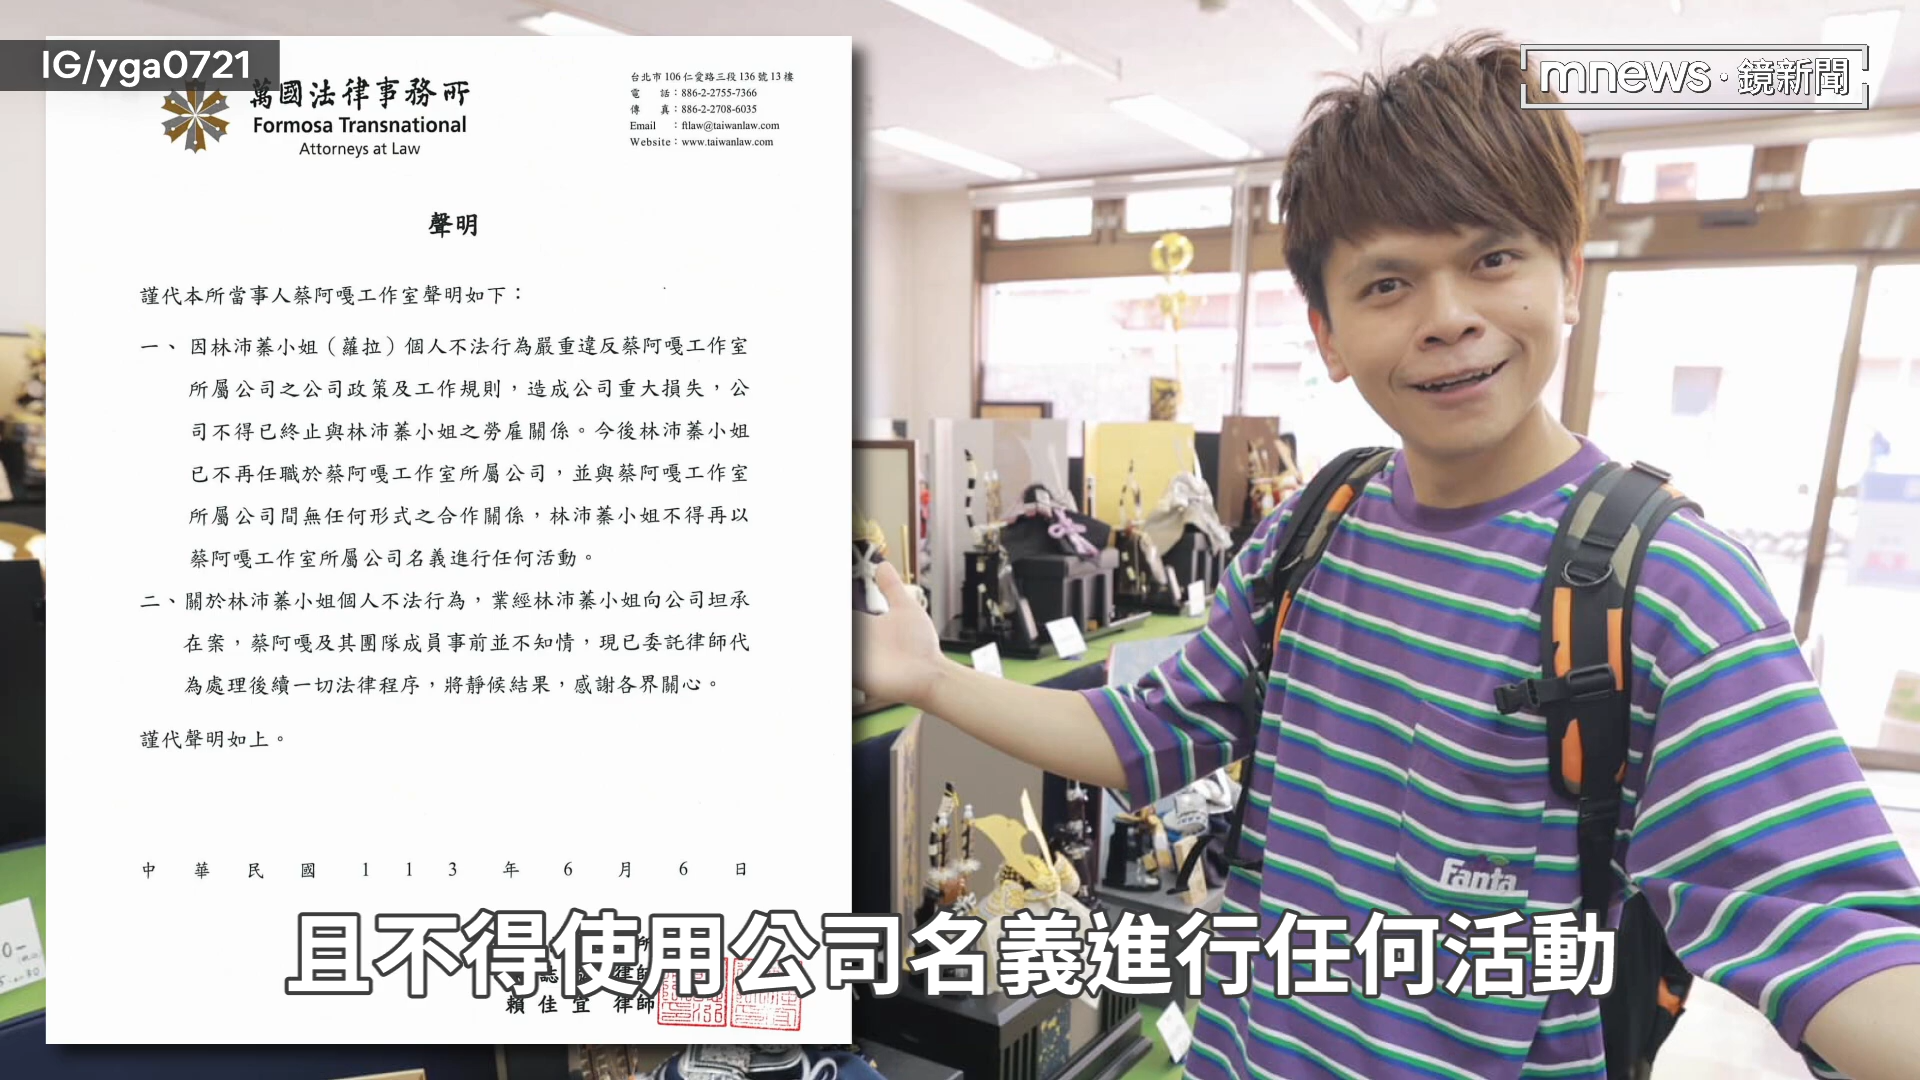 IG/yga0721
mnews·鏡新聞
萬國法律事務所
Formosa Transnational
Attorneys at Law
台北市 106 仁愛路三段 136 號 13 樓
電 話：886-2-2755-7366
傳 真：886-2-2708-6035
Email ：ftlaw@taiwanlaw.com
Website：www.taiwanlaw.com
聲明
謹代本所當事人蔡阿嘎工作室聲明如下：
一、因林沛蓁小姐（蘿拉）個人不法行為嚴重違反蔡阿嘎工作室
所屬公司之公司政策及工作規則，造成公司重大損失，公
司不得已終止與林沛蓁小姐之勞雇關係。今後林沛蓁小姐
已不再任職於蔡阿嘎工作室所屬公司，並與蔡阿嘎工作室
所屬公司間無任何形式之合作關係，林沛蓁小姐不得再以
蔡阿嘎工作室所屬公司名義進行任何活動。
二、關於林沛蓁小姐個人不法行為，業經林沛蓁小姐向公司坦承
在案，蔡阿嘎及其團隊成員事前並不知情，現已委託律師代
為處理後續一切法律程序，將靜候結果，感謝各界關心。
謹代聲明如上。
中華民國113年6月6日
所
誌 律師
賴佳宜 律師
Fanta
且不得使用公司名義進行任何活動